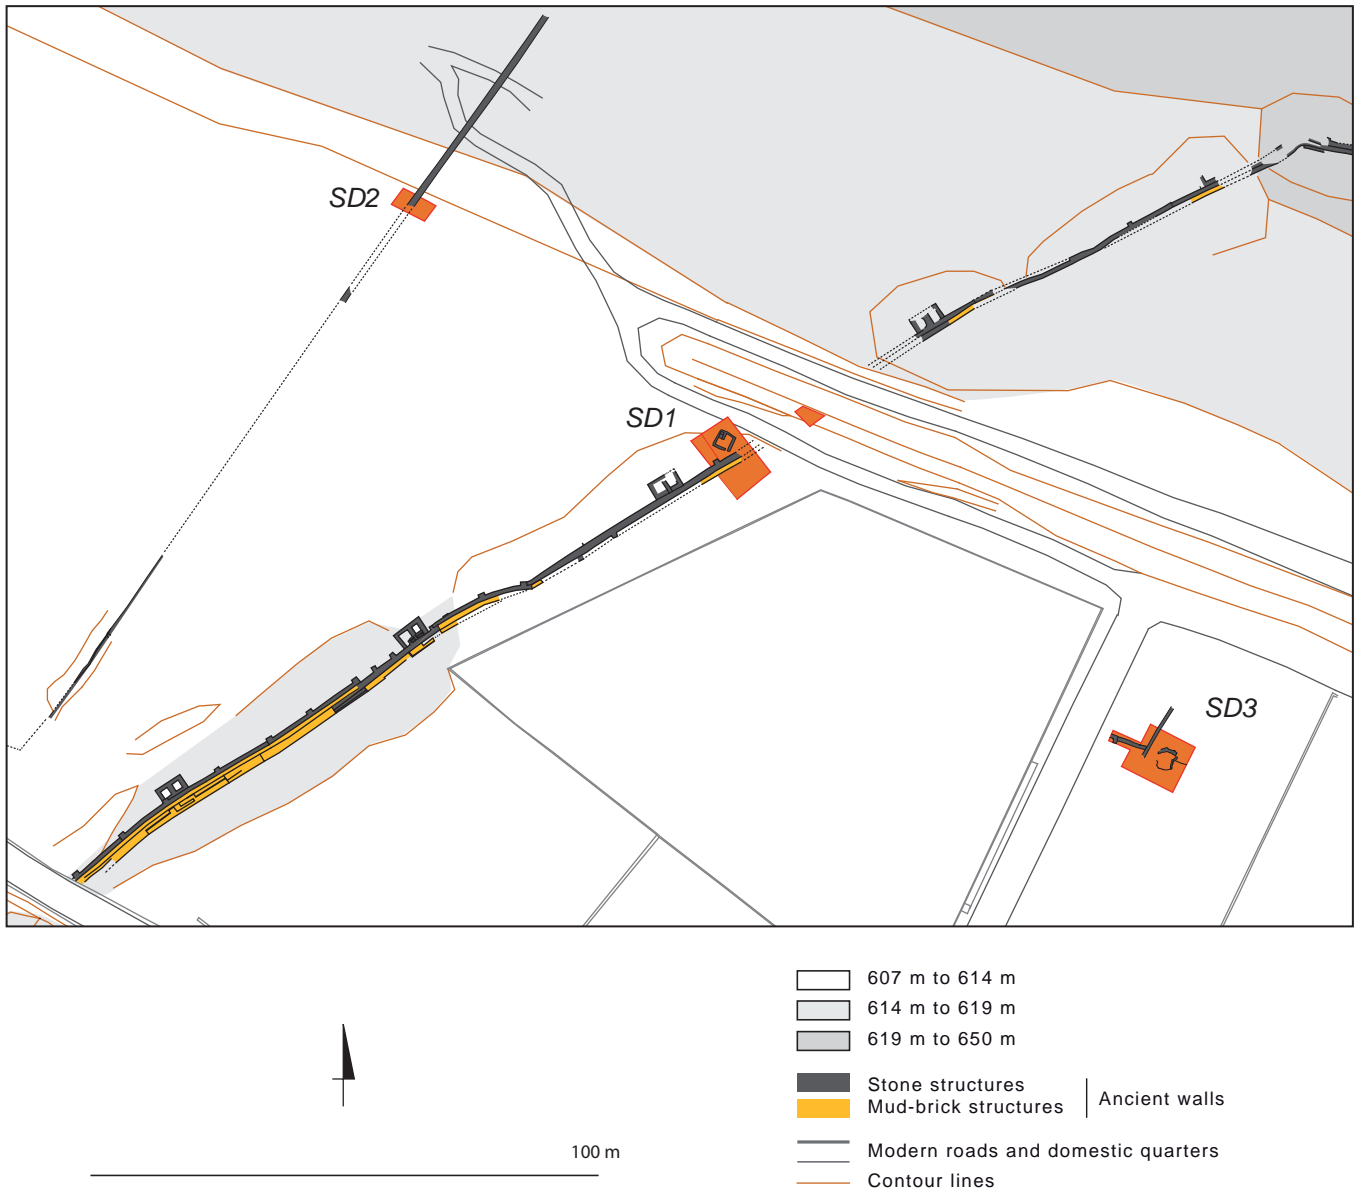 SD2
SD1
SD3
607 m to 614 m
614 m to 619 m
619 m to 650 m
Stone structures
Mud-brick structures
Ancient walls
100 m
Modern roads and domestic quarters
Contour lines